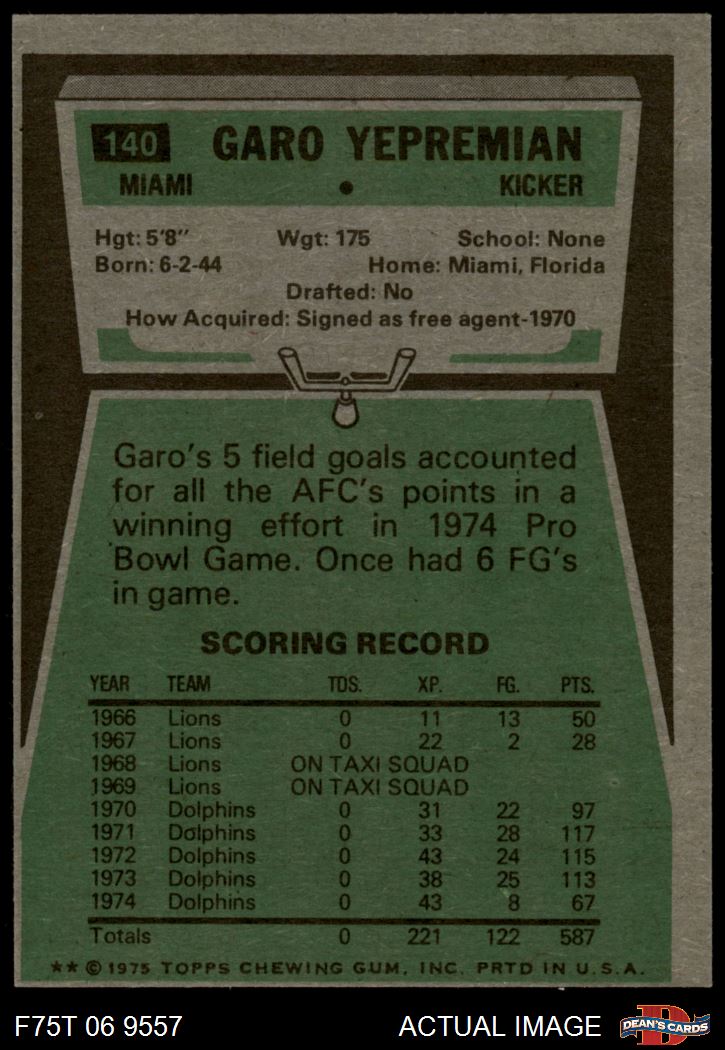 140 GARO YEPREMIAN
MIAMI • KICKER
Hgt: 5'8" Wgt: 175 School: None
Born: 6-2-44 Home: Miami, Florida
Drafted: No
How Acquired: Signed as free agent-1970
Garo's 5 field goals accounted
for all the AFC's points in a
winning effort in 1974 Pro
Bowl Game. Once had 6 FG's
in game.
SCORING RECORD
YEAR TEAM TDS. XP. FG. PTS.
1966 Lions 0 11 13 50
1967 Lions 0 22 2 28
1968 Lions ON TAXI SQUAD
1969 Lions ON TAXI SQUAD
1970 Dolphins 0 31 22 97
1971 Dolphins 0 33 28 117
1972 Dolphins 0 43 24 115
1973 Dolphins 0 38 25 113
1974 Dolphins 0 43 8 67
Totals 0 221 122 587
** © 1975 TOPPS CHEWING GUM, INC. PRTD IN U.S.A.
F75T 06 9557 ACTUAL IMAGE D DEAN'S CARDS